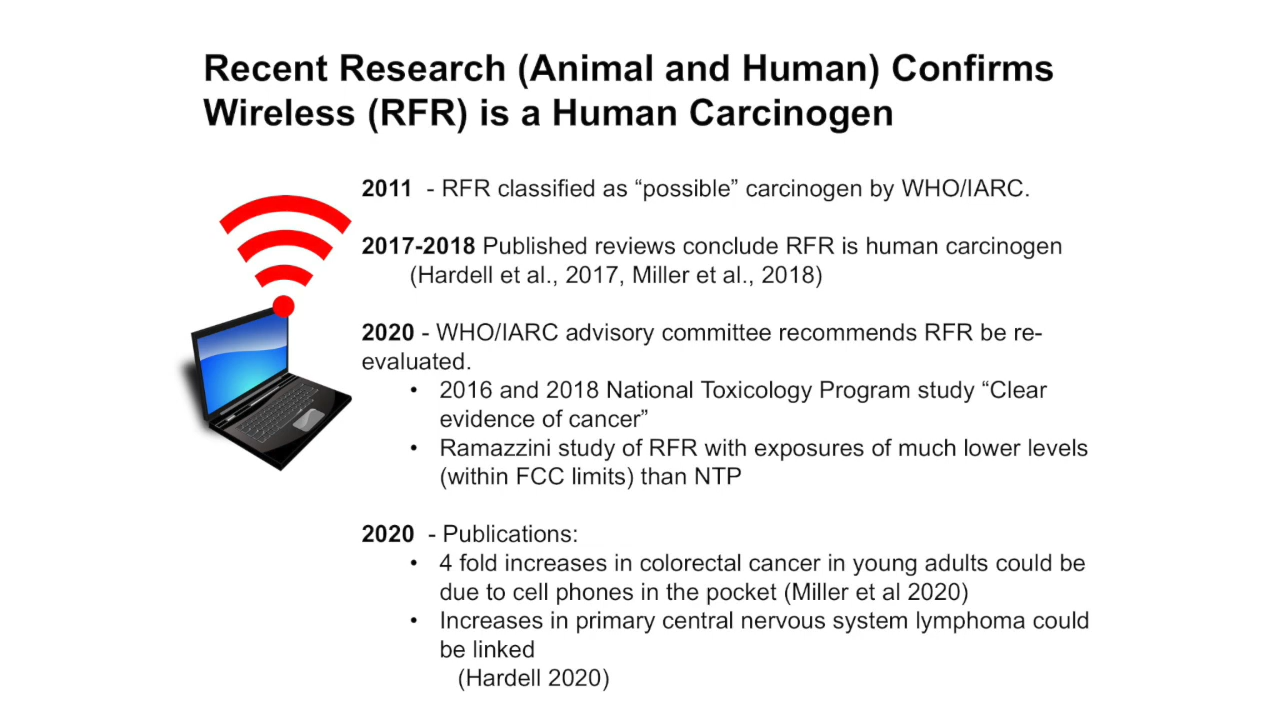 Recent Research (Animal and Human) Confirms
Wireless (RFR) is a Human Carcinogen
2011 - RFR classified as “possible” carcinogen by WHO/IARC.
2017-2018 Published reviews conclude RFR is human carcinogen
(Hardell et al., 2017, Miller et al., 2018)
2020 - WHO/IARC advisory committee recommends RFR be re-
evaluated.
• 2016 and 2018 National Toxicology Program study “Clear
evidence of cancer”
• Ramazzini study of RFR with exposures of much lower levels
(within FCC limits) than NTP
2020 - Publications:
• 4 fold increases in colorectal cancer in young adults could be
due to cell phones in the pocket (Miller et al 2020)
• Increases in primary central nervous system lymphoma could
be linked
(Hardell 2020)